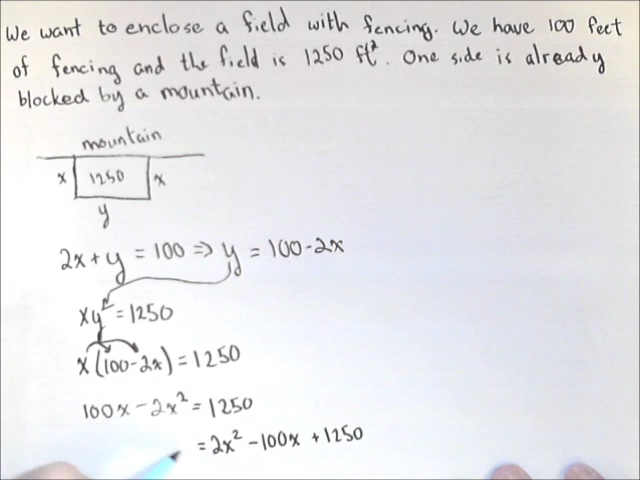 We want to enclose a field with fencing. We have 100 feet
of fencing and the field is 1250 ft². One side is already
blocked by a mountain.
mountain
x 1250 x
y
2x + y = 100 ⇒ y = 100 - 2x
xy = 1250
x(100 - 2x) = 1250
100x - 2x² = 1250
= 2x² - 100x + 1250